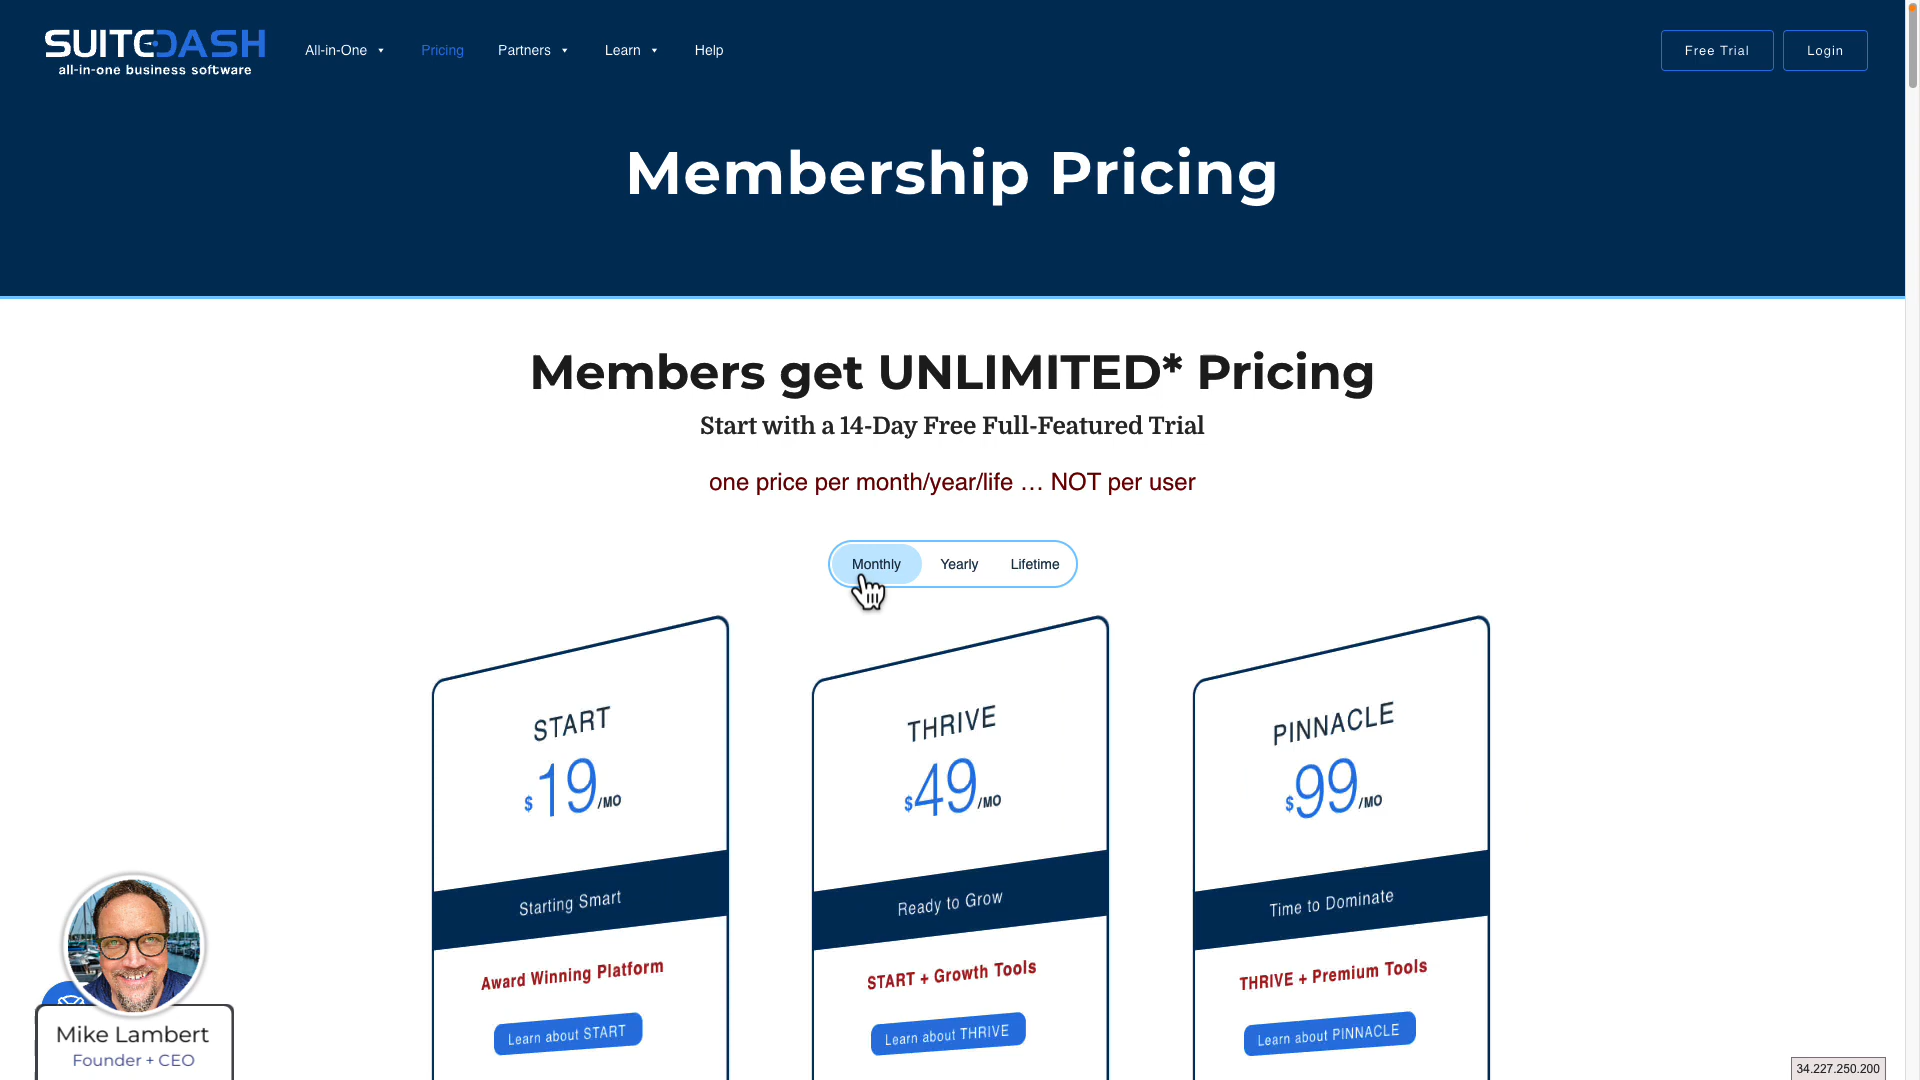 SUITEDASH
all-in-one business software
All-in-One
Pricing
Partners
Learn
Help
Free Trial
Login
Membership Pricing
Members get UNLIMITED* Pricing
Start with a 14-Day Free Full-Featured Trial
one price per month/year/life … NOT per user
Monthly
Yearly
Lifetime
START
$19/MO
Starting Smart
Award Winning Platform
Learn about START
THRIVE
$49/MO
Ready to Grow
START + Growth Tools
Learn about THRIVE
PINNACLE
$99/MO
Time to Dominate
THRIVE + Premium Tools
Learn about PINNACLE
Mike Lambert
Founder + CEO
34.227.250.200